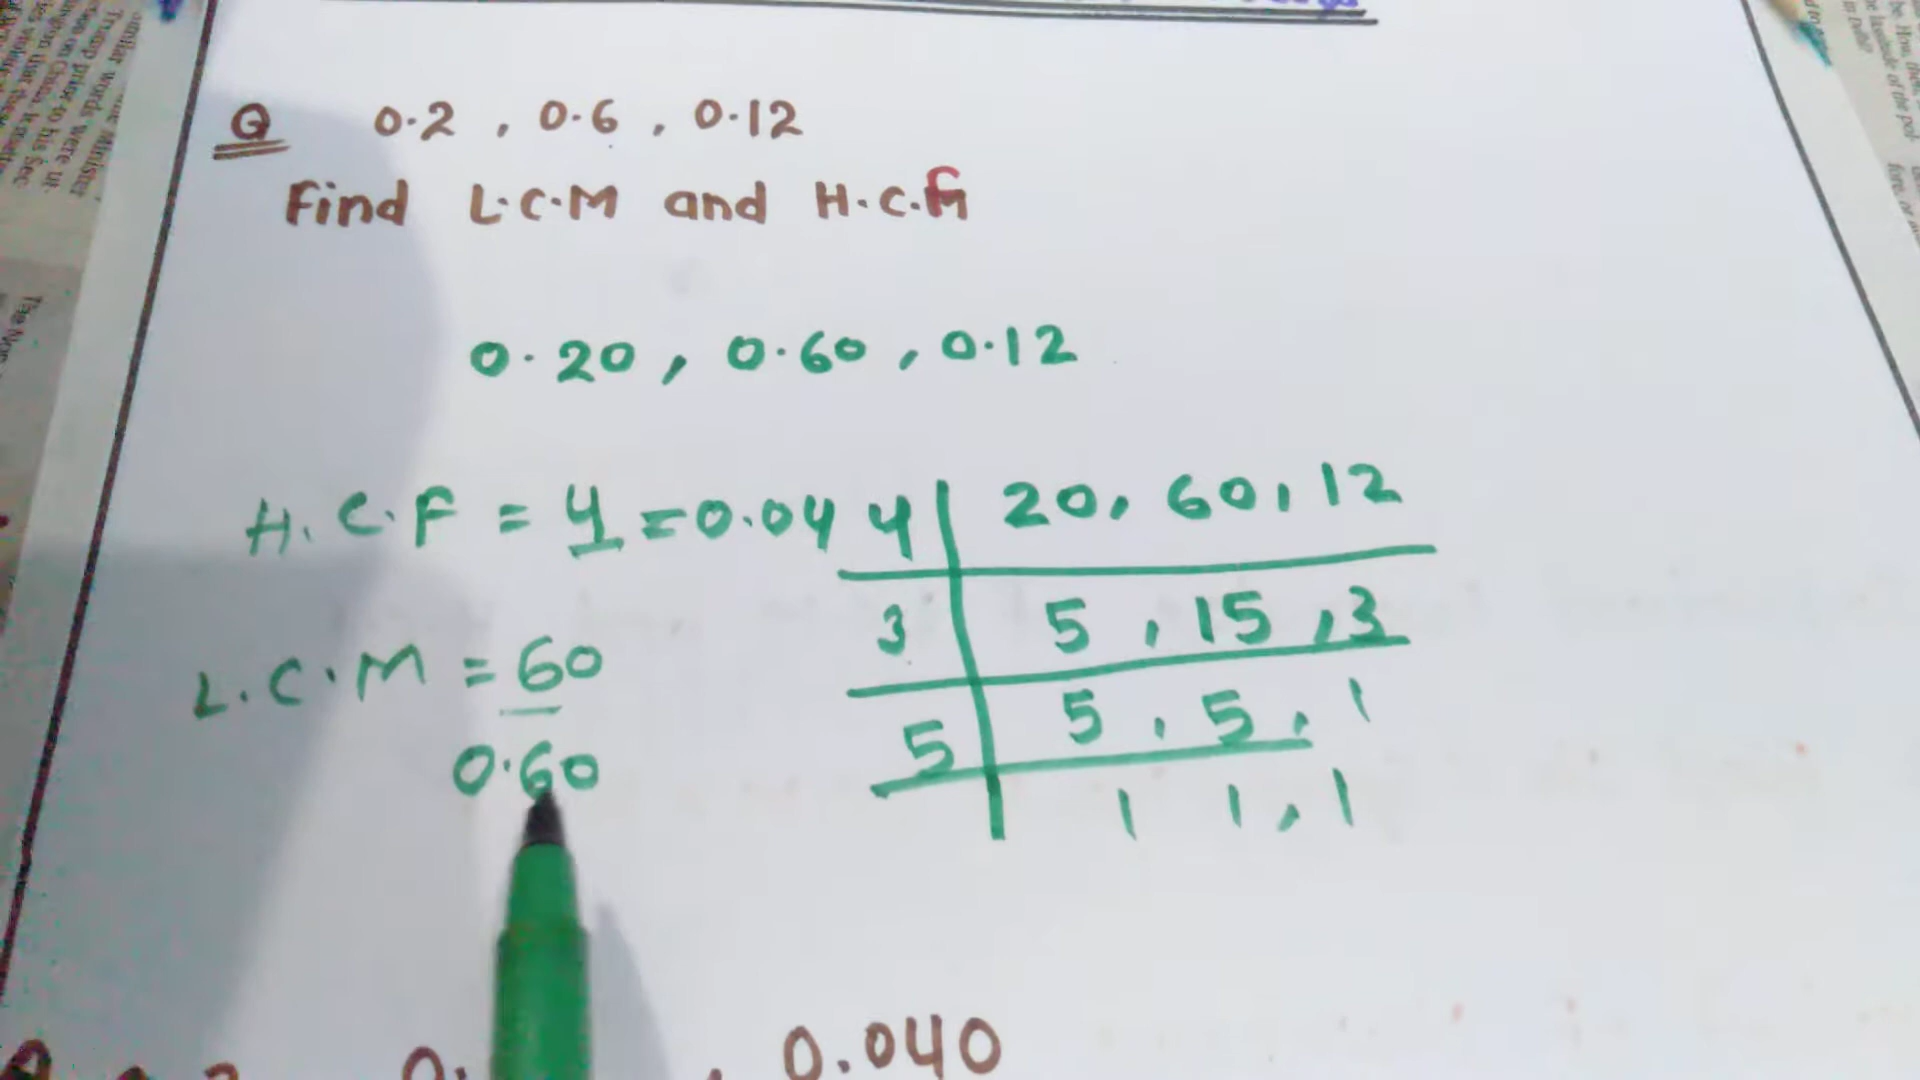 Q 0.2 , 0.6 , 0.12
Find L.C.M and H.C.F
0.20 , 0.60 , 0.12
H.C.F = 4 = 0.04
4 | 20, 60, 12
3 | 5 , 15 , 3
5 | 5 , 5 , 1
1 1 , 1
L.C.M = 60
0.60
0.040